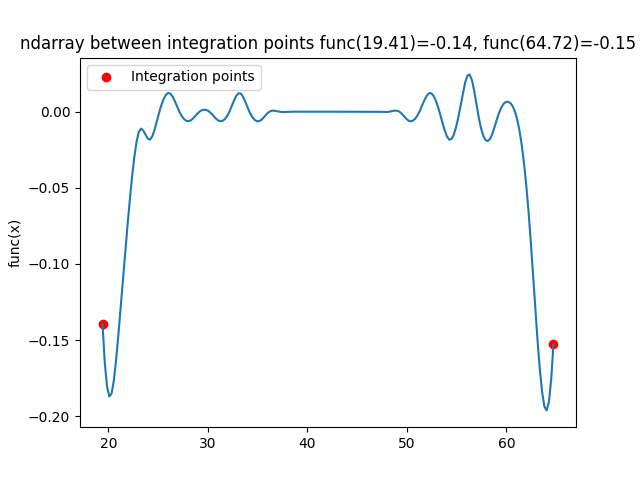 ndarray between integration points func(19.41)=-0.14, func(64.72)=-0.15
Integration points
0.00
−0.05
−0.10
−0.15
−0.20
func(x)
20 30 40 50 60